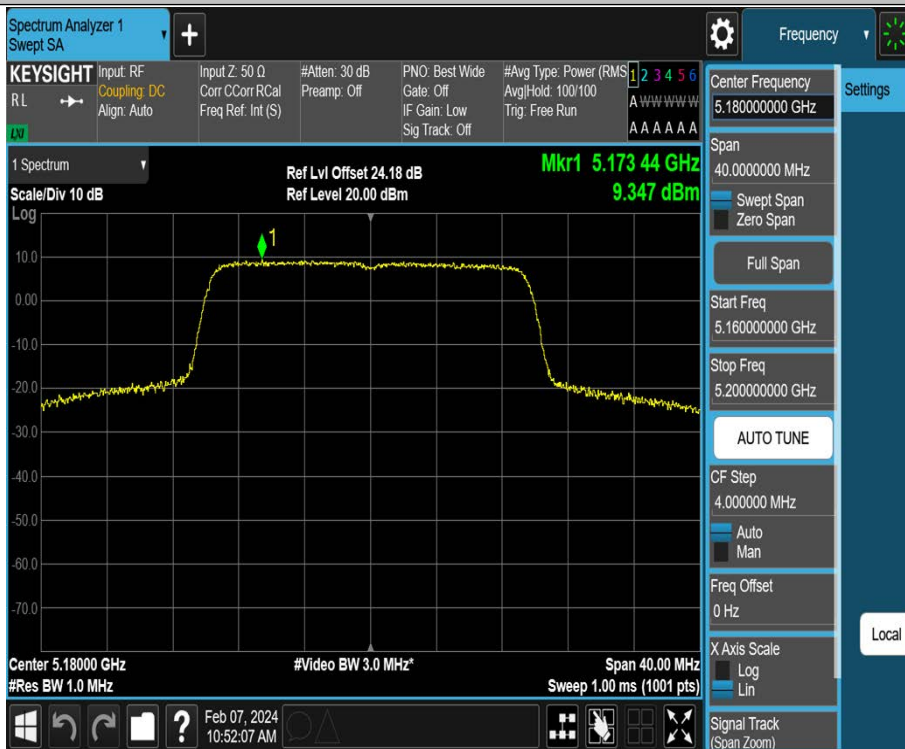 Spectrum Analyzer 1
Swept SA
+
Frequency
KEYSIGHT
RL
LXI
Input: RF
Coupling: DC
Align: Auto
Input Z: 50 Ω
Corr CCorr RCal
Freq Ref: Int (S)
#Atten: 30 dB
Preamp: Off
PNO: Best Wide
Gate: Off
IF Gain: Low
Sig Track: Off
#Avg Type: Power (RMS
Avg|Hold: 100/100
Trig: Free Run
1 2 3 4 5 6
A W W W W W
A A A A A A
1 Spectrum
Scale/Div 10 dB
Log
Ref Lvl Offset 24.18 dB
Ref Level 20.00 dBm
Mkr1 5.173 44 GHz
9.347 dBm
1
10.0
0.00
-10.0
-20.0
-30.0
-40.0
-50.0
-60.0
-70.0
Center 5.18000 GHz
#Res BW 1.0 MHz
#Video BW 3.0 MHz*
Span 40.00 MHz
Sweep 1.00 ms (1001 pts)
?
Feb 07, 2024
10:52:07 AM
Center Frequency
5.180000000 GHz
Span
40.0000000 MHz
Swept Span
Zero Span
Full Span
Start Freq
5.160000000 GHz
Stop Freq
5.200000000 GHz
AUTO TUNE
CF Step
4.000000 MHz
Auto
Man
Freq Offset
0 Hz
X Axis Scale
Log
Lin
Signal Track
(Span Zoom)
Settings
Local